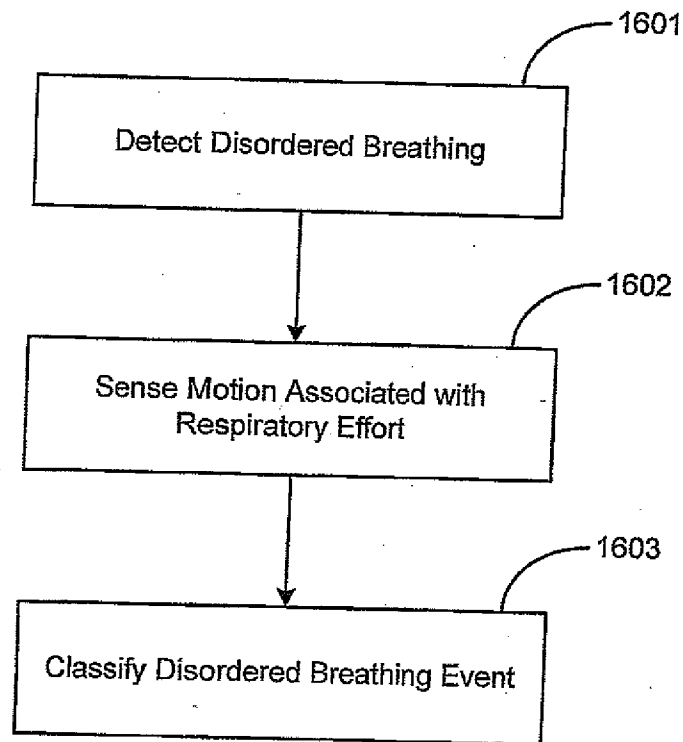 1601
Detect Disordered Breathing
1602
Sense Motion Associated with
Respiratory Effort
1603
Classify Disordered Breathing Event